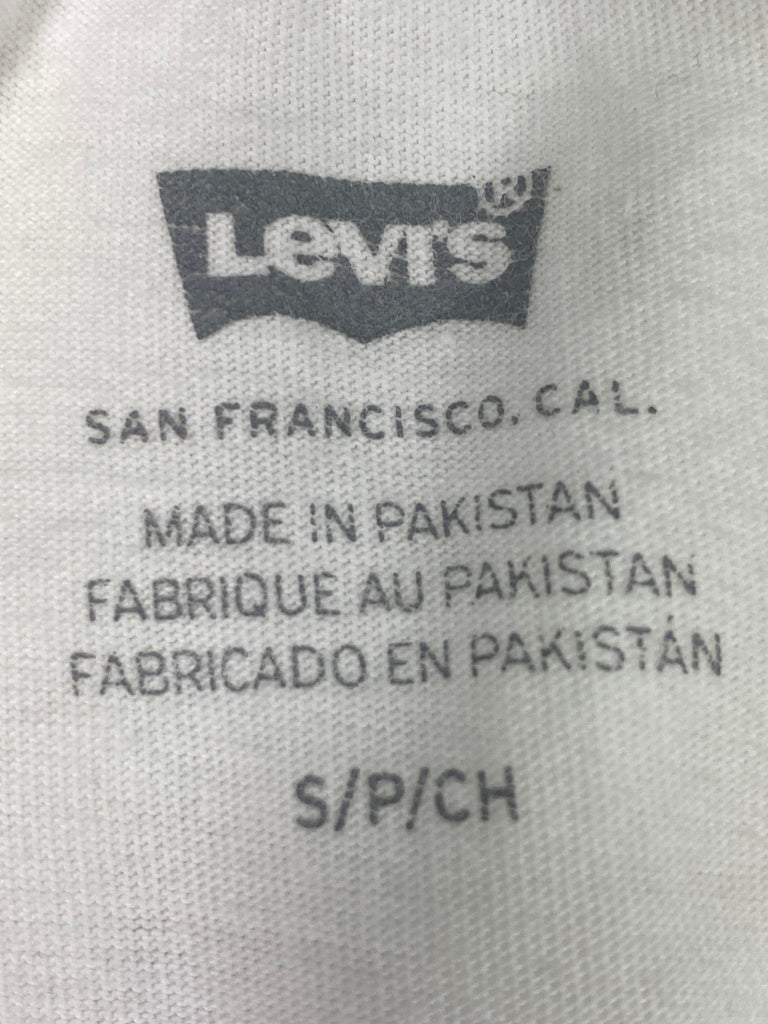 Levi's®
SAN FRANCISCO, CAL.
MADE IN PAKISTAN
FABRIQUE AU PAKISTAN
FABRICADO EN PAKISTÁN
S/P/CH